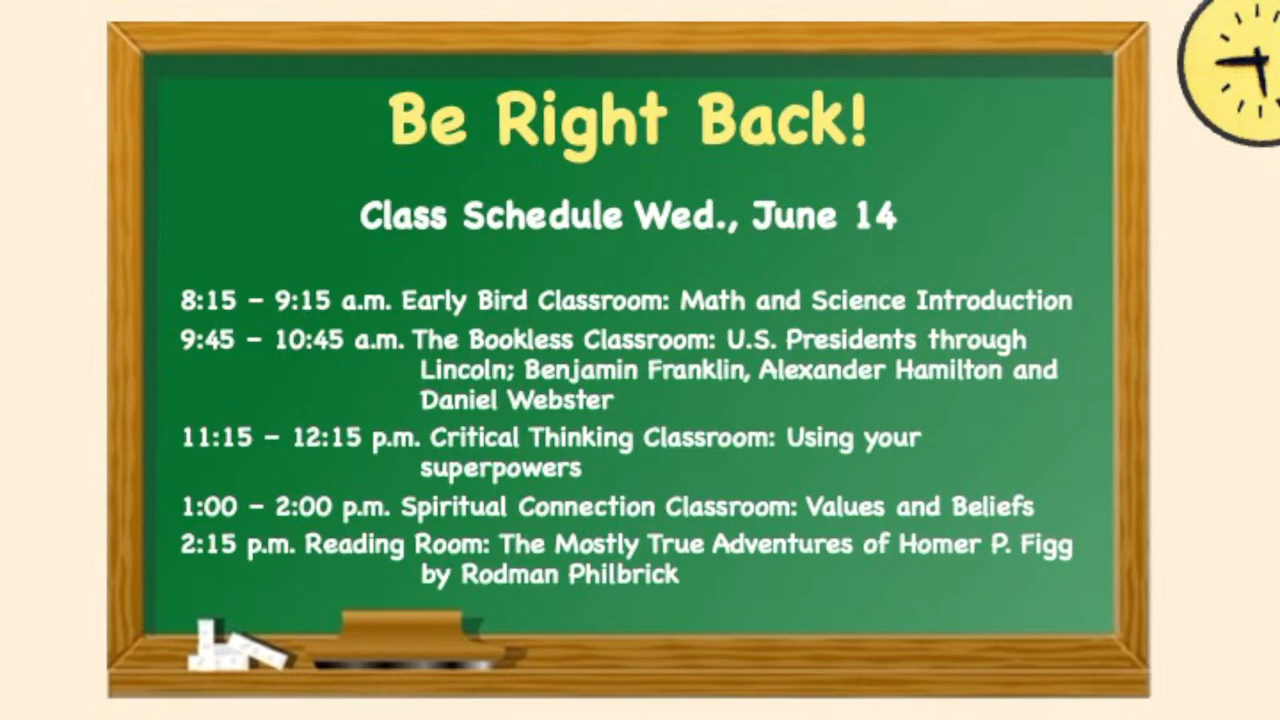 Be Right Back!
Class Schedule Wed., June 14
8:15 – 9:15 a.m. Early Bird Classroom: Math and Science Introduction
9:45 – 10:45 a.m. The Bookless Classroom: U.S. Presidents through
Lincoln; Benjamin Franklin, Alexander Hamilton and
Daniel Webster
11:15 – 12:15 p.m. Critical Thinking Classroom: Using your
superpowers
1:00 – 2:00 p.m. Spiritual Connection Classroom: Values and Beliefs
2:15 p.m. Reading Room: The Mostly True Adventures of Homer P. Figg
by Rodman Philbrick